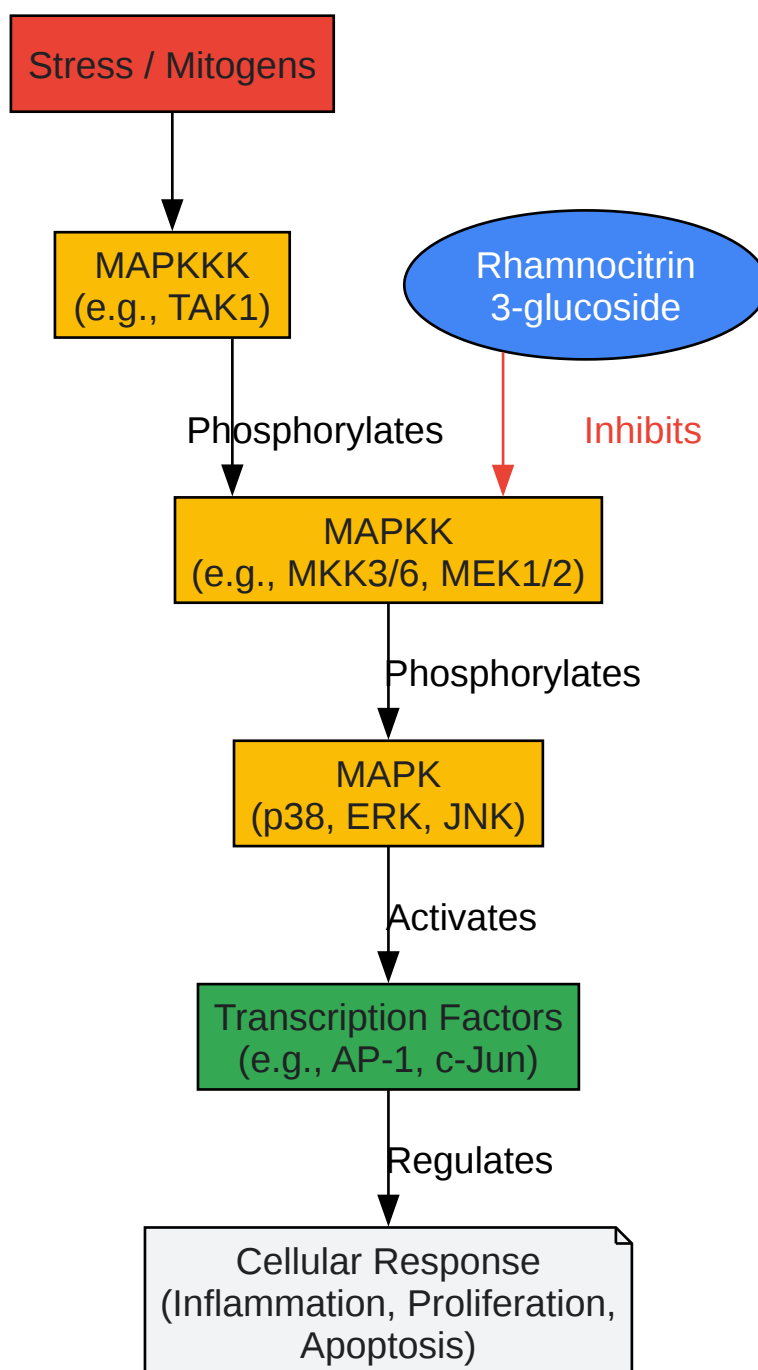 Stress / Mitogens
MAPKKK
(e.g., TAK1)
Rhamnocitrin
3-glucoside
Phosphorylates
Inhibits
MAPKK
(e.g., MKK3/6, MEK1/2)
Phosphorylates
MAPK
(p38, ERK, JNK)
Activates
Transcription Factors
(e.g., AP-1, c-Jun)
Regulates
Cellular Response
(Inflammation, Proliferation,
Apoptosis)